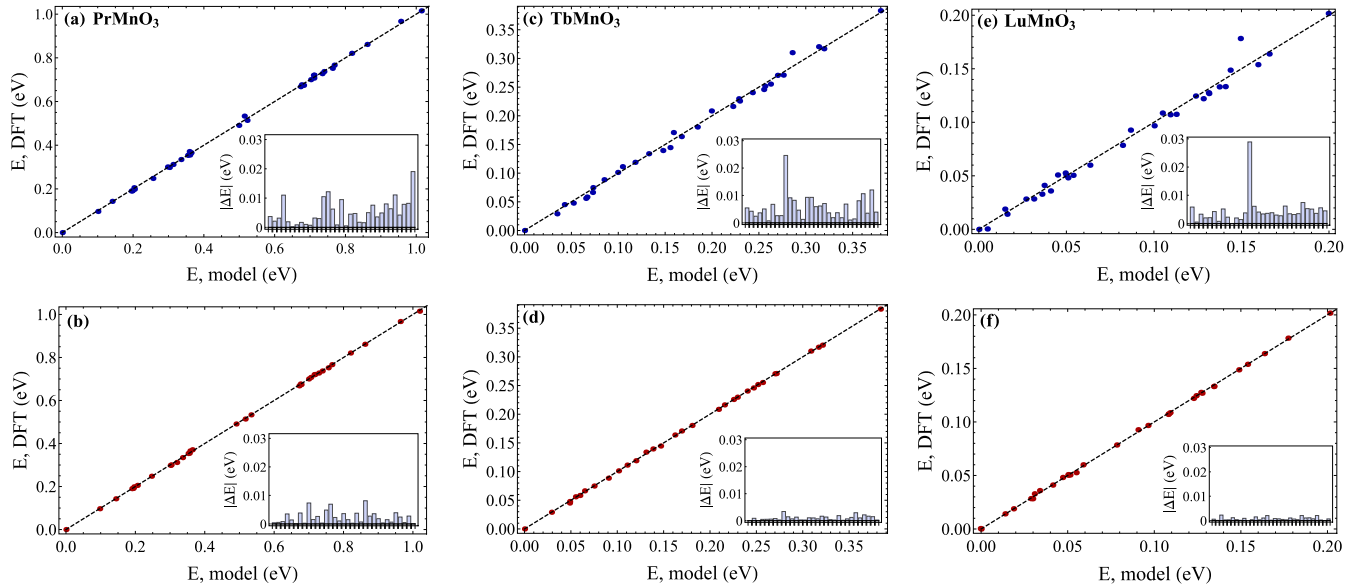 (a) PrMnO3
E, DFT (eV)
1.0
0.8
0.6
0.4
0.2
0.0
0.0 0.2 0.4 0.6 0.8 1.0
E, model (eV)
|ΔE| (eV)
0.03
0.02
0.01
0
(c) TbMnO3
E, DFT (eV)
0.35
0.30
0.25
0.20
0.15
0.10
0.05
0.00
0.00 0.05 0.10 0.15 0.20 0.25 0.30 0.35
E, model (eV)
|ΔE| (eV)
0.03
0.02
0.01
0
(e) LuMnO3
E, DFT (eV)
0.20
0.15
0.10
0.05
0.00
0.00 0.05 0.10 0.15 0.20
E, model (eV)
|ΔE| (eV)
0.03
0.02
0.01
0
(b)
E, DFT (eV)
1.0
0.8
0.6
0.4
0.2
0.0
0.0 0.2 0.4 0.6 0.8 1.0
E, model (eV)
|ΔE| (eV)
0.03
0.02
0.01
0
(d)
E, DFT (eV)
0.35
0.30
0.25
0.20
0.15
0.10
0.05
0.00
0.00 0.05 0.10 0.15 0.20 0.25 0.30 0.35
E, model (eV)
|ΔE| (eV)
0.03
0.02
0.01
0
(f)
E, DFT (eV)
0.20
0.15
0.10
0.05
0.00
0.00 0.05 0.10 0.15 0.20
E, model (eV)
|ΔE| (eV)
0.03
0.02
0.01
0